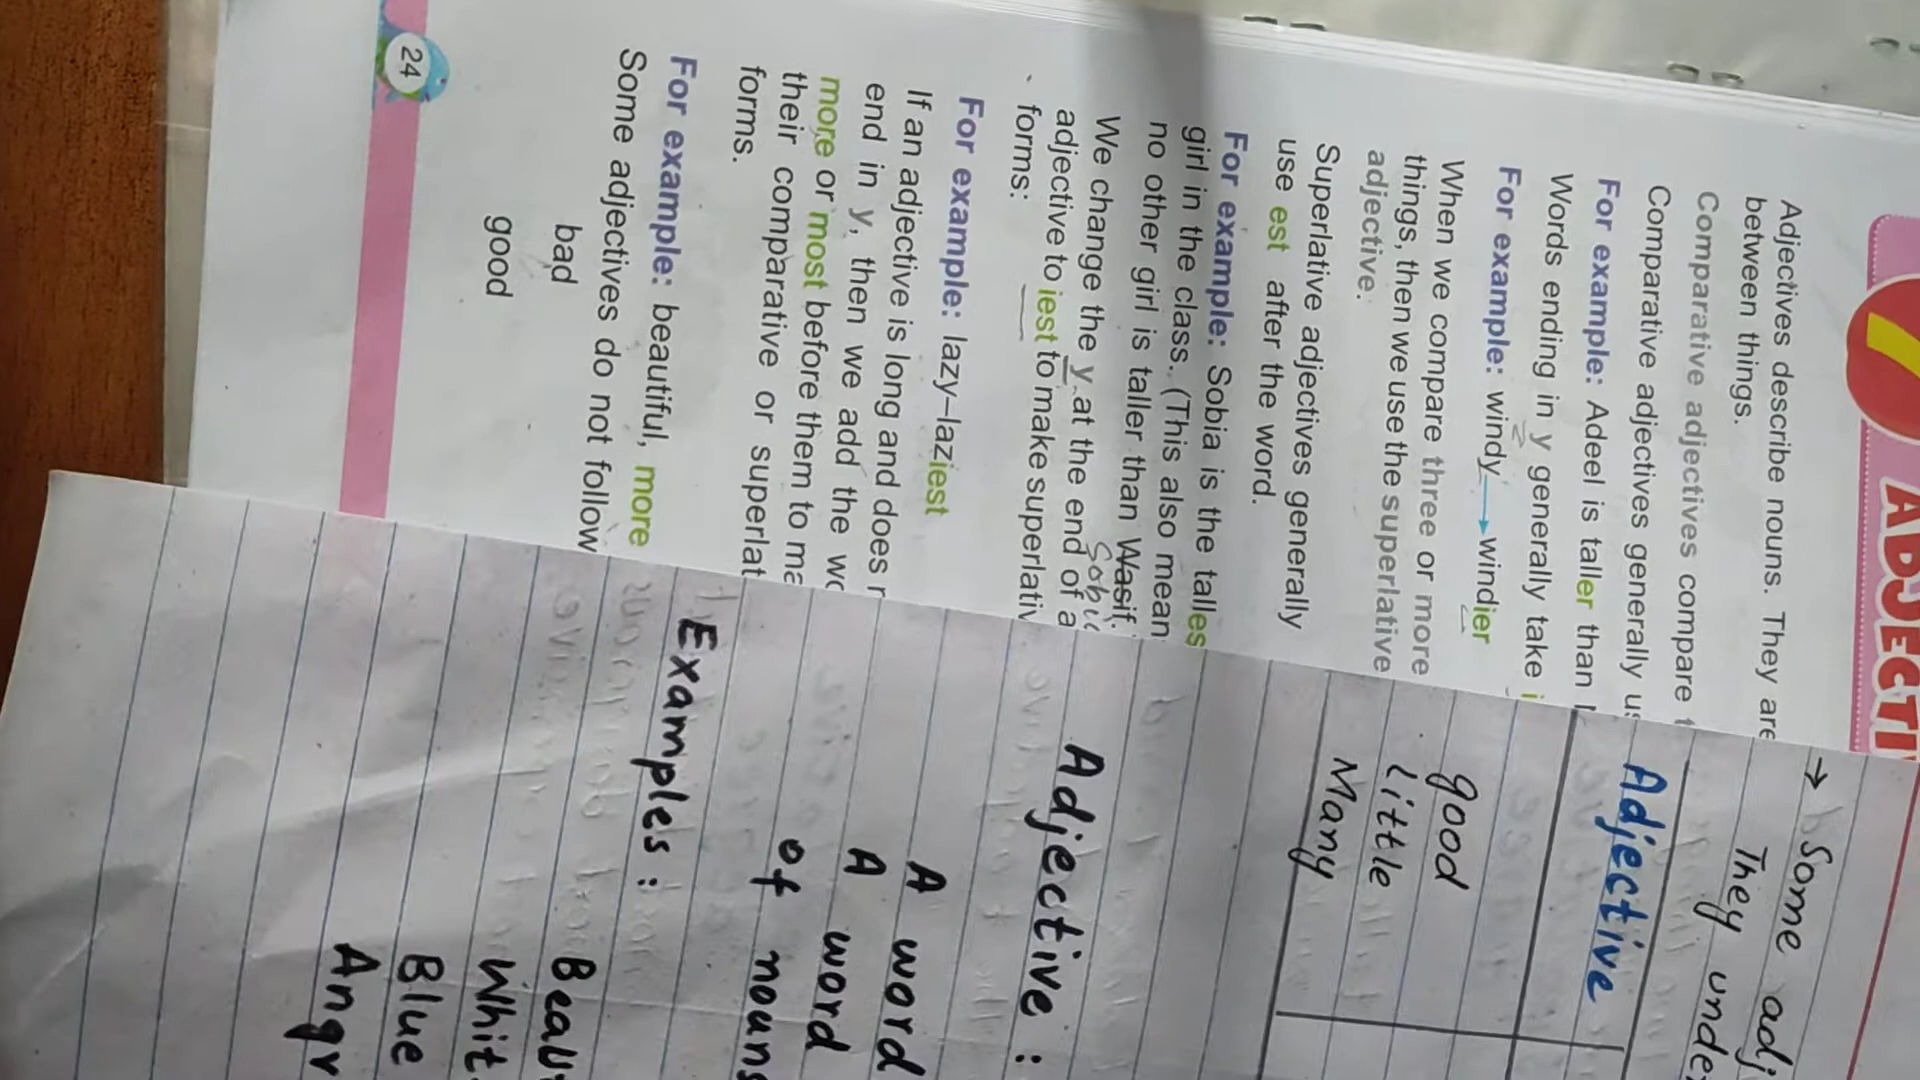 Adjectives describe nouns. They are
between things.
Comparative adjectives compare
Comparative adjectives generally
For example: Adeel is taller than
Words ending in y generally take
For example: windy → windier
When we compare three or more
things, then we use the superlative
adjective.
Superlative adjectives generally
use est after the word.
For example: Sobia is the talles
girl in the class. (This also mean
no other girl is taller than Wasif.
We change the y at the end of a
adjective to iest to make superlativ
forms:
For example: lazy–laziest
If an adjective is long and does
end in y, then we add the
more or most before them to
their comparative or superlat
forms.
For example: beautiful, more
Some adjectives do not follow
bad
good
24
→ Some adj
They unde
Adjective
good
little
Many
Adjective :
A word
A word
of nouns
Examples :
Beau
Whit
Blue
Angr